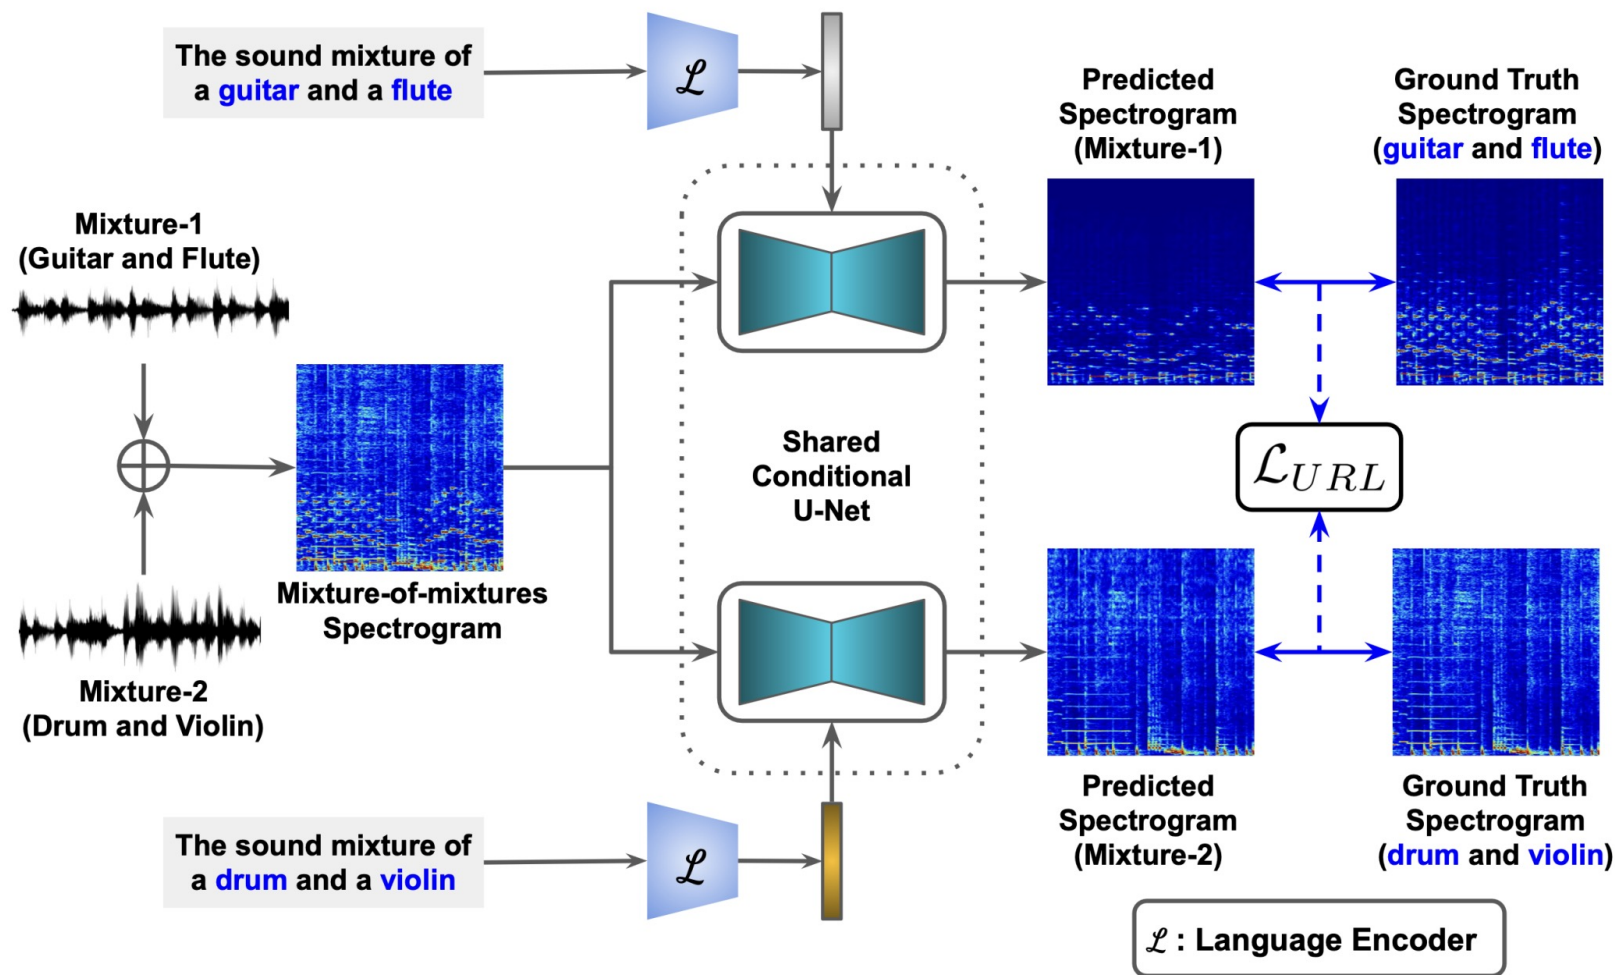 The sound mixture of
a guitar and a flute
ℒ
Predicted
Spectrogram
(Mixture-1)
Ground Truth
Spectrogram
(guitar and flute)
Mixture-1
(Guitar and Flute)
Mixture-of-mixtures
Spectrogram
Shared
Conditional
U-Net
ℒ_URL
Mixture-2
(Drum and Violin)
The sound mixture of
a drum and a violin
ℒ
Predicted
Spectrogram
(Mixture-2)
Ground Truth
Spectrogram
(drum and violin)
ℒ : Language Encoder